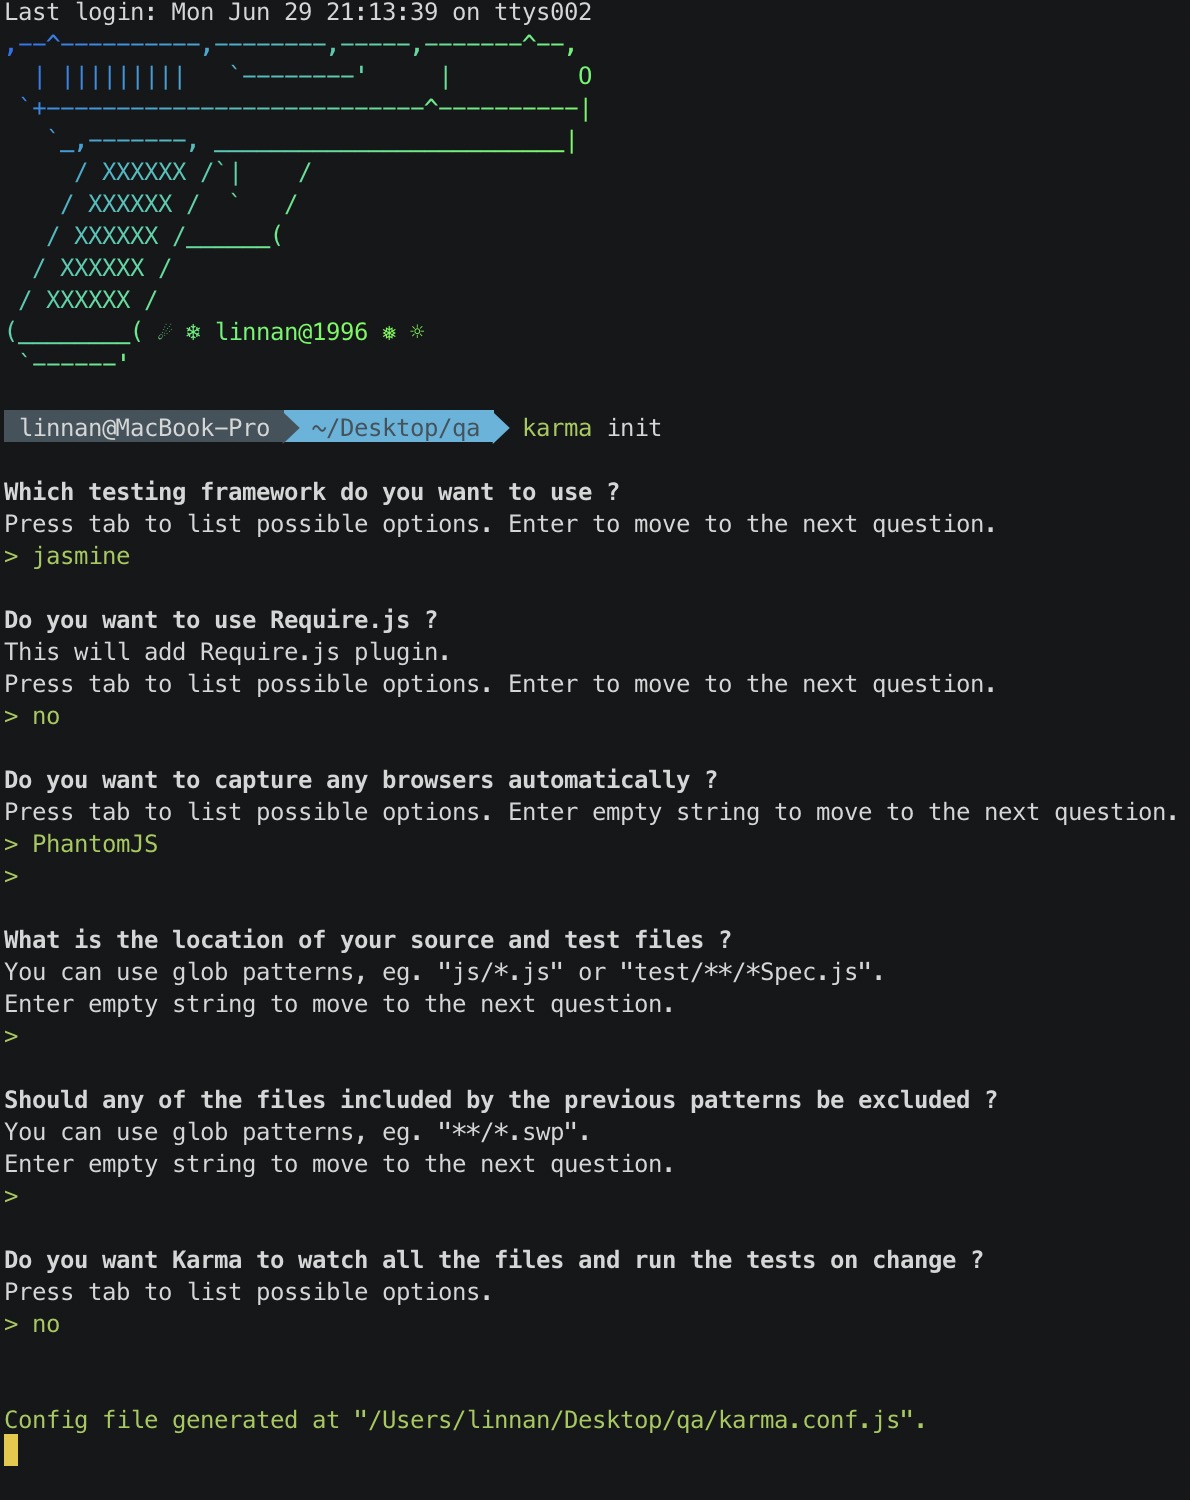 Last login: Mon Jun 29 21:13:39 on ttys002
,--^----------,--------,-----,-------^--,
  | |||||||||   `--------'     |          O
 `+---------------------------^----------|
   `_,-------, _________________________|
     / XXXXXX /`|    /
    / XXXXXX /  `   /
   / XXXXXX /______(
  / XXXXXX /
 / XXXXXX /
(________( ☄ ❄ linnan@1996 ❅ ☼
 `------'
linnan@MacBook-Pro ~/Desktop/qa karma init
Which testing framework do you want to use ?
Press tab to list possible options. Enter to move to the next question.
> jasmine
Do you want to use Require.js ?
This will add Require.js plugin.
Press tab to list possible options. Enter to move to the next question.
> no
Do you want to capture any browsers automatically ?
Press tab to list possible options. Enter empty string to move to the next question.
> PhantomJS
>
What is the location of your source and test files ?
You can use glob patterns, eg. "js/*.js" or "test/**/*Spec.js".
Enter empty string to move to the next question.
>
Should any of the files included by the previous patterns be excluded ?
You can use glob patterns, eg. "**/*.swp".
Enter empty string to move to the next question.
>
Do you want Karma to watch all the files and run the tests on change ?
Press tab to list possible options.
> no
Config file generated at "/Users/linnan/Desktop/qa/karma.conf.js".